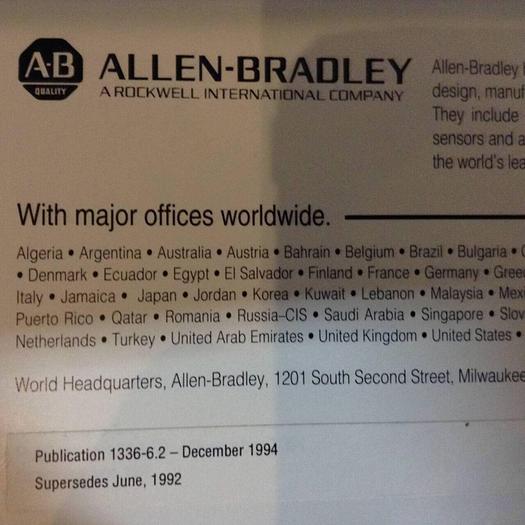 A-B
QUALITY
ALLEN-BRADLEY
A ROCKWELL INTERNATIONAL COMPANY
Allen-Bradley
design, manuf
They include
sensors and a
the world's lea
With major offices worldwide.
Algeria • Argentina • Australia • Austria • Bahrain • Belgium • Brazil • Bulgaria •
• Denmark • Ecuador • Egypt • El Salvador • Finland • France • Germany • Gree
Italy • Jamaica • Japan • Jordan • Korea • Kuwait • Lebanon • Malaysia • Mexi
Puerto Rico • Qatar • Romania • Russia–CIS • Saudi Arabia • Singapore • Slov
Netherlands • Turkey • United Arab Emirates • United Kingdom • United States •
World Headquarters, Allen-Bradley, 1201 South Second Street, Milwaukee
Publication 1336-6.2 – December 1994
Supersedes June, 1992